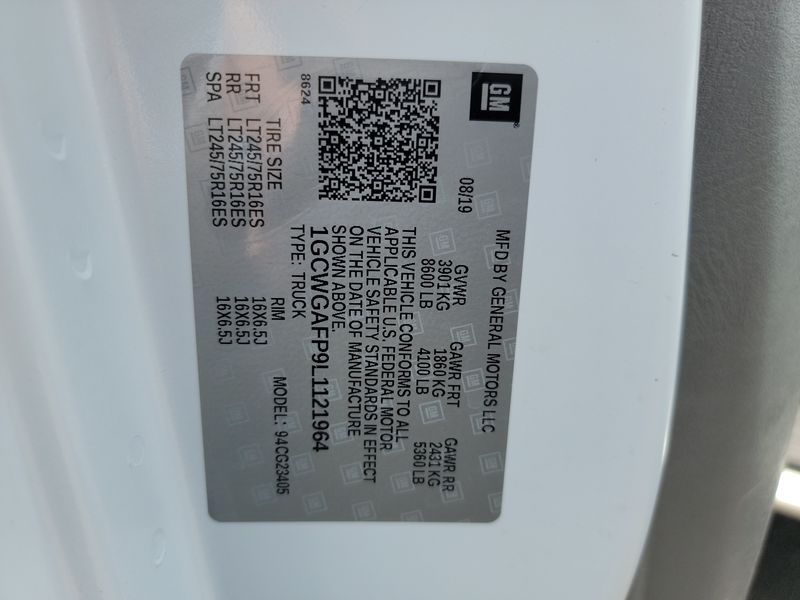 GM
MFD BY GENERAL MOTORS LLC
08/19 GVWR GAWR FRT GAWR RR
3901 KG 1860 KG 2431 KG
8600 LB 4100 LB 5360 LB
THIS VEHICLE CONFORMS TO ALL
APPLICABLE U.S. FEDERAL MOTOR
VEHICLE SAFETY STANDARDS IN EFFECT
ON THE DATE OF MANUFACTURE
SHOWN ABOVE.
1GCWGAFP9L1121964
TYPE: TRUCK
8624
MODEL: 94CG23405
TIRE SIZE RIM
FRT LT245/75R16ES 16X6.5J
RR LT245/75R16ES 16X6.5J
SPA LT245/75R16ES 16X6.5J